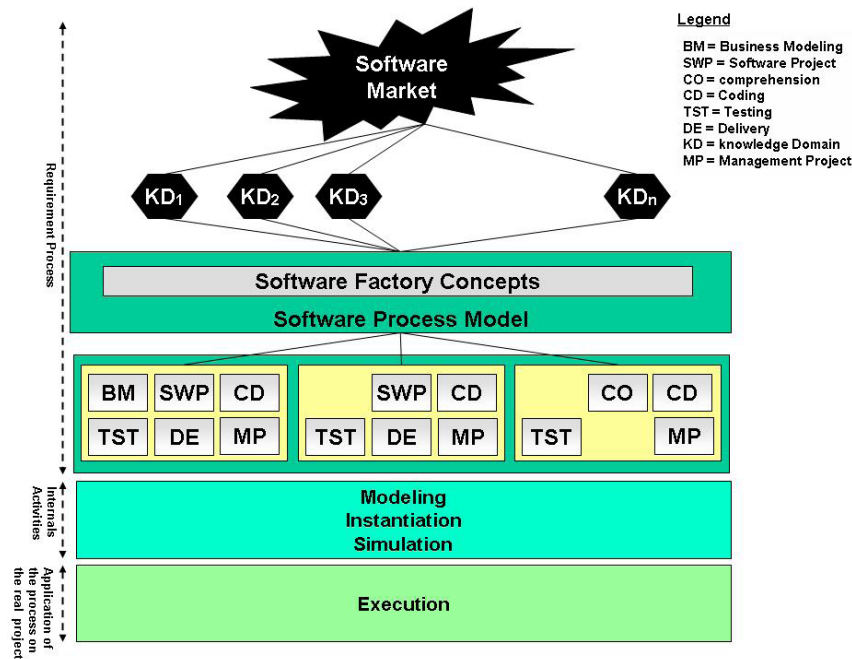 Software
Market
Legend
BM = Business Modeling
SWP = Software Project
CO = comprehension
CD = Coding
TST = Testing
DE = Delivery
KD = knowledge Domain
MP = Management Project
Requirement Process
KD1
KD2
KD3
KDn
Software Factory Concepts
Software Process Model
BM SWP CD
TST DE MP
SWP CD
TST DE MP
CO CD
TST MP
Internals
Activities
Modeling
Instantiation
Simulation
Application of
the process on
the real project
Execution